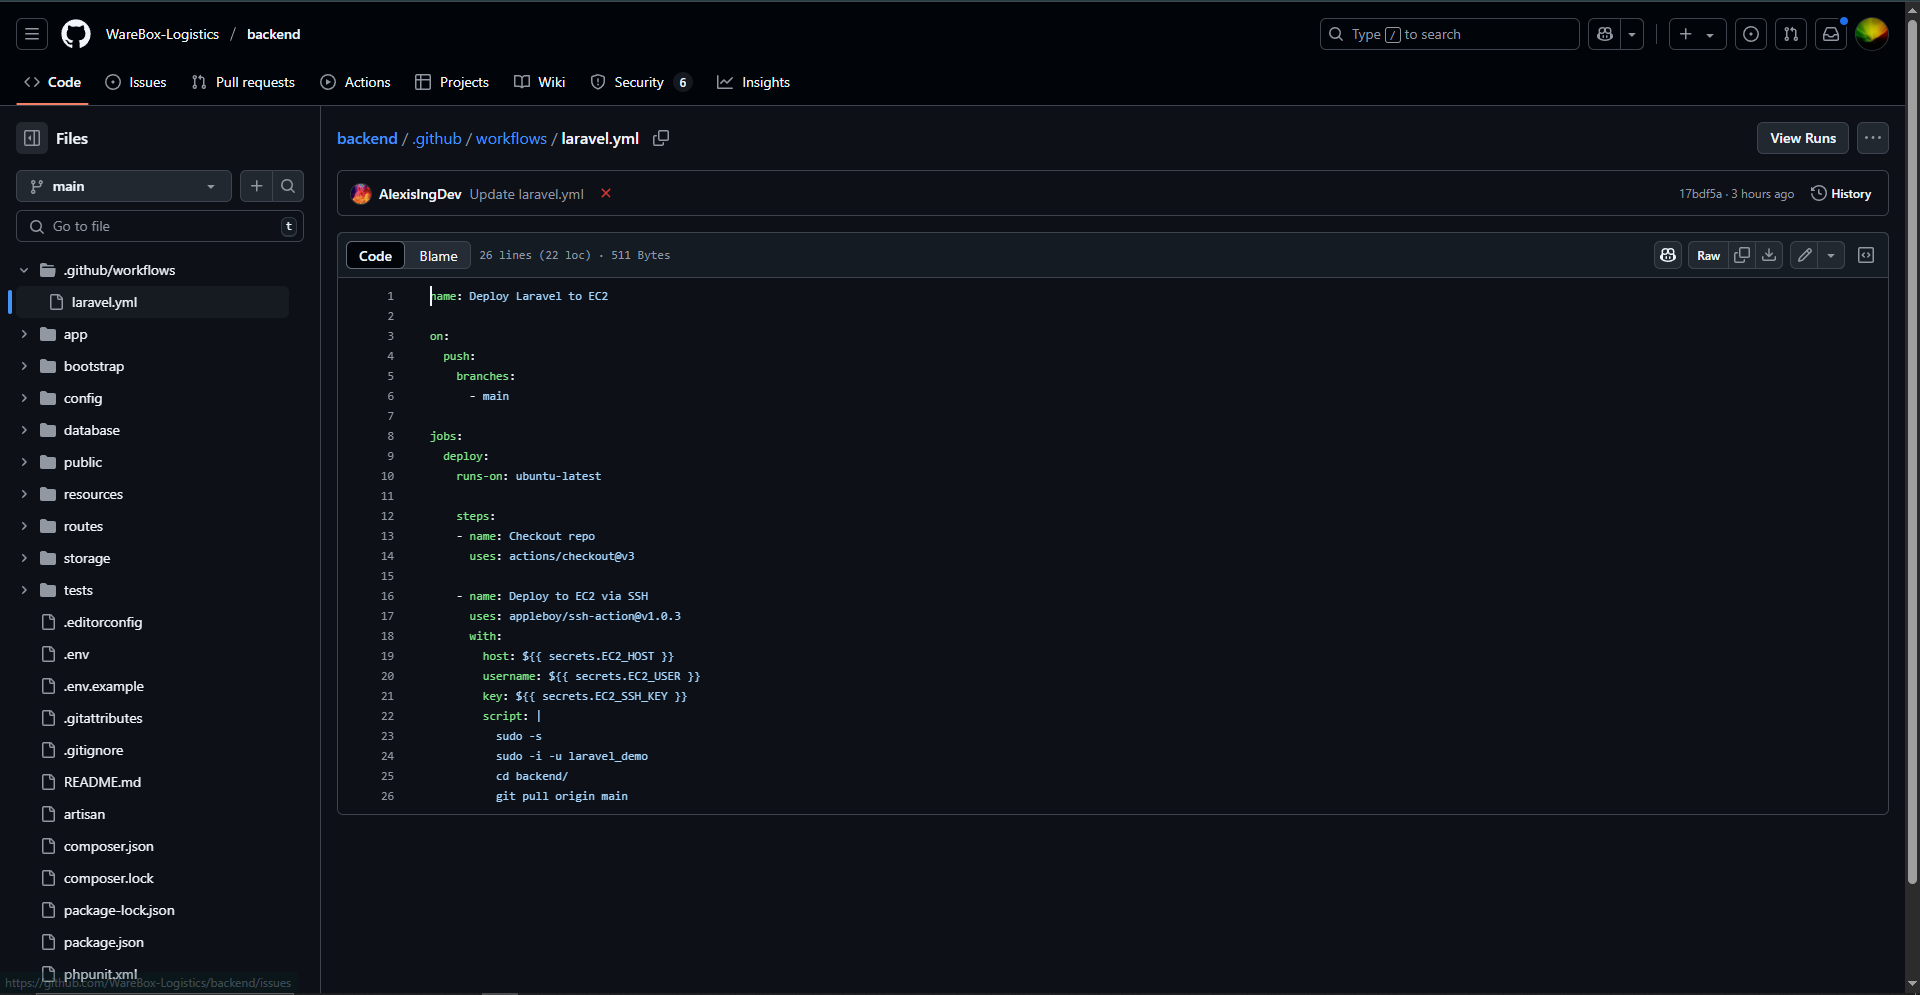 WareBox-Logistics / backend
Type / to search
Code Issues Pull requests Actions Projects Wiki Security 6 Insights
Files
main
Go to file t
.github/workflows
laravel.yml
app
bootstrap
config
database
public
resources
routes
storage
tests
.editorconfig
.env
.env.example
.gitattributes
.gitignore
README.md
artisan
composer.json
composer.lock
package-lock.json
package.json
phpunit.xml
https://github.com/WareBox-Logistics/backend/issues
backend / .github / workflows / laravel.yml
View Runs
AlexisIngDev Update laravel.yml
17bdf5a · 3 hours ago History
Code Blame 26 lines (22 loc) · 511 Bytes
Raw
1 name: Deploy Laravel to EC2
2
3 on:
4 push:
5 branches:
6 - main
7
8 jobs:
9 deploy:
10 runs-on: ubuntu-latest
11
12 steps:
13 - name: Checkout repo
14 uses: actions/checkout@v3
15
16 - name: Deploy to EC2 via SSH
17 uses: appleboy/ssh-action@v1.0.3
18 with:
19 host: ${{ secrets.EC2_HOST }}
20 username: ${{ secrets.EC2_USER }}
21 key: ${{ secrets.EC2_SSH_KEY }}
22 script: |
23 sudo -s
24 sudo -i -u laravel_demo
25 cd backend/
26 git pull origin main